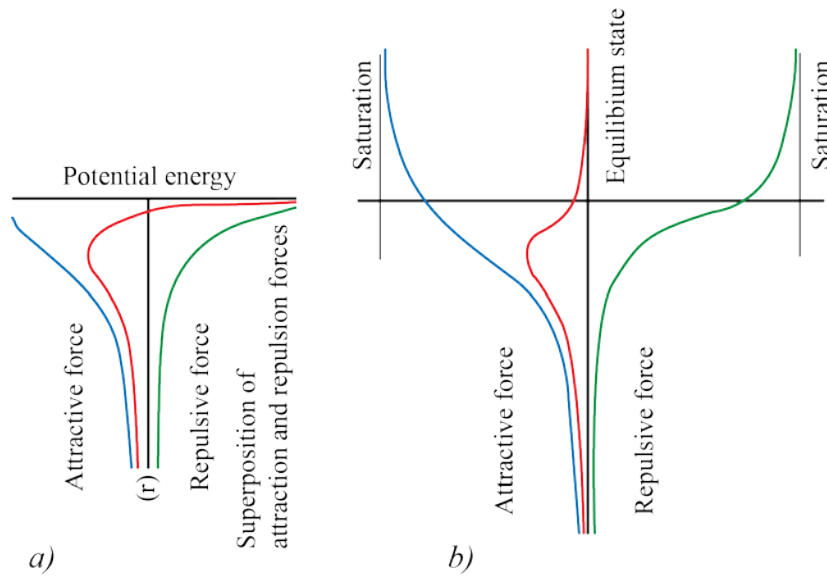 Potential energy
Attractive force
(r)
Repulsive force
Superposition of
attraction and repulsion forces
a)
Saturation
Equilibium state
Saturation
Attractive force
Repulsive force
b)